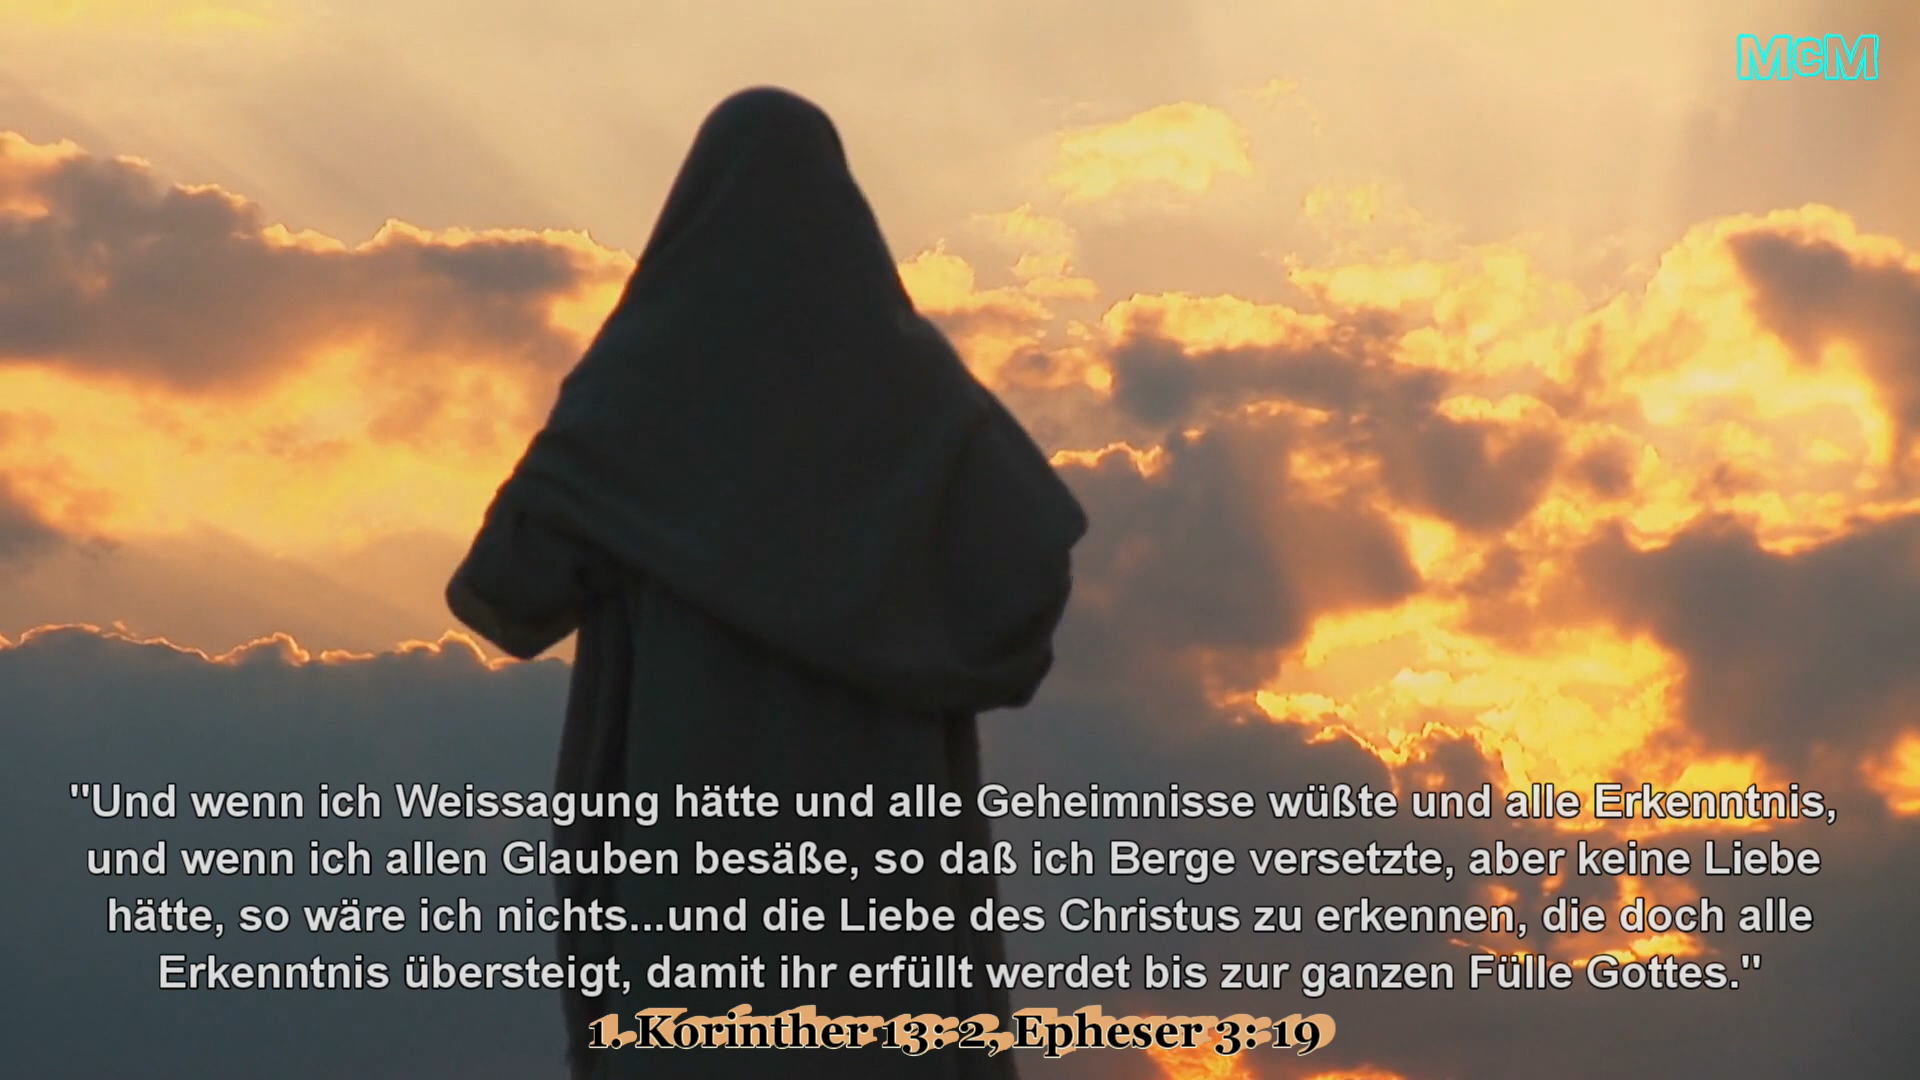 McM
"Und wenn ich Weissagung hätte und alle Geheimnisse wüßte und alle Erkenntnis,
und wenn ich allen Glauben besäße, so daß ich Berge versetzte, aber keine Liebe
hätte, so wäre ich nichts...und die Liebe des Christus zu erkennen, die doch alle
Erkenntnis übersteigt, damit ihr erfüllt werdet bis zur ganzen Fülle Gottes."
1. Korinther 13: 2, Epheser 3: 19